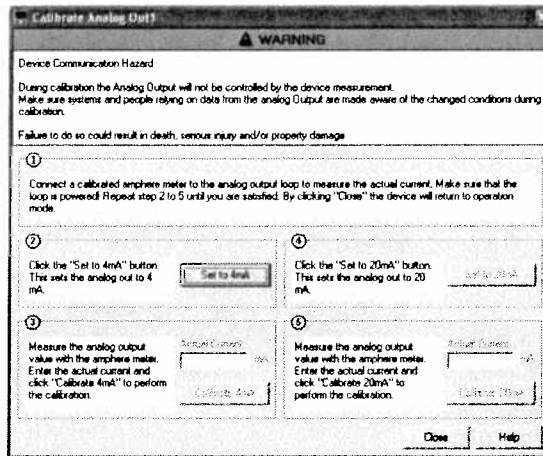 Calibrate Analog Out1
WARNING
Device Communication Hazard
During calibration the Analog Output will not be controlled by the device measurement.
Make sure systems and people relying on data from the analog Output are made aware of the changed conditions during
calibration.
Failure to do so could result in death, serious injury and/or property damage
1
Connect a calibrated amphere meter to the analog output loop to measure the actual current. Make sure that the
loop is powered! Repeat step 2 to 5 until you are satisfied. By clicking "Close" the device will return to operation
mode.
2
Click the "Set to 4mA" button.
This sets the analog out to 4
mA.
Set to 4mA
3
Measure the analog output
value with the amphere meter.
Enter the actual current and
click "Calibrate 4mA" to perform
the calibration.
Actual Current
mA
Calibrate 4mA
4
Click the "Set to 20mA" button.
This sets the analog out to 20
mA.
Set to 20mA
5
Measure the analog output
value with the amphere meter.
Enter the actual current and
click "Calibrate 20mA" to
perform the calibration.
Actual Current
mA
Calibrate 20mA
Close
Help